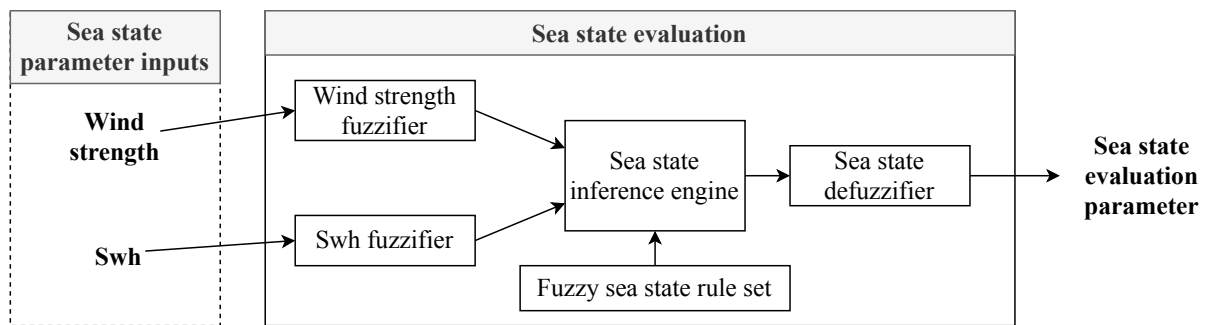 Sea state
parameter inputs
Wind
strength
Swh
Sea state evaluation
Wind strength
fuzzifier
Swh fuzzifier
Sea state
inference engine
Fuzzy sea state rule set
Sea state
defuzzifier
Sea state
evaluation
parameter